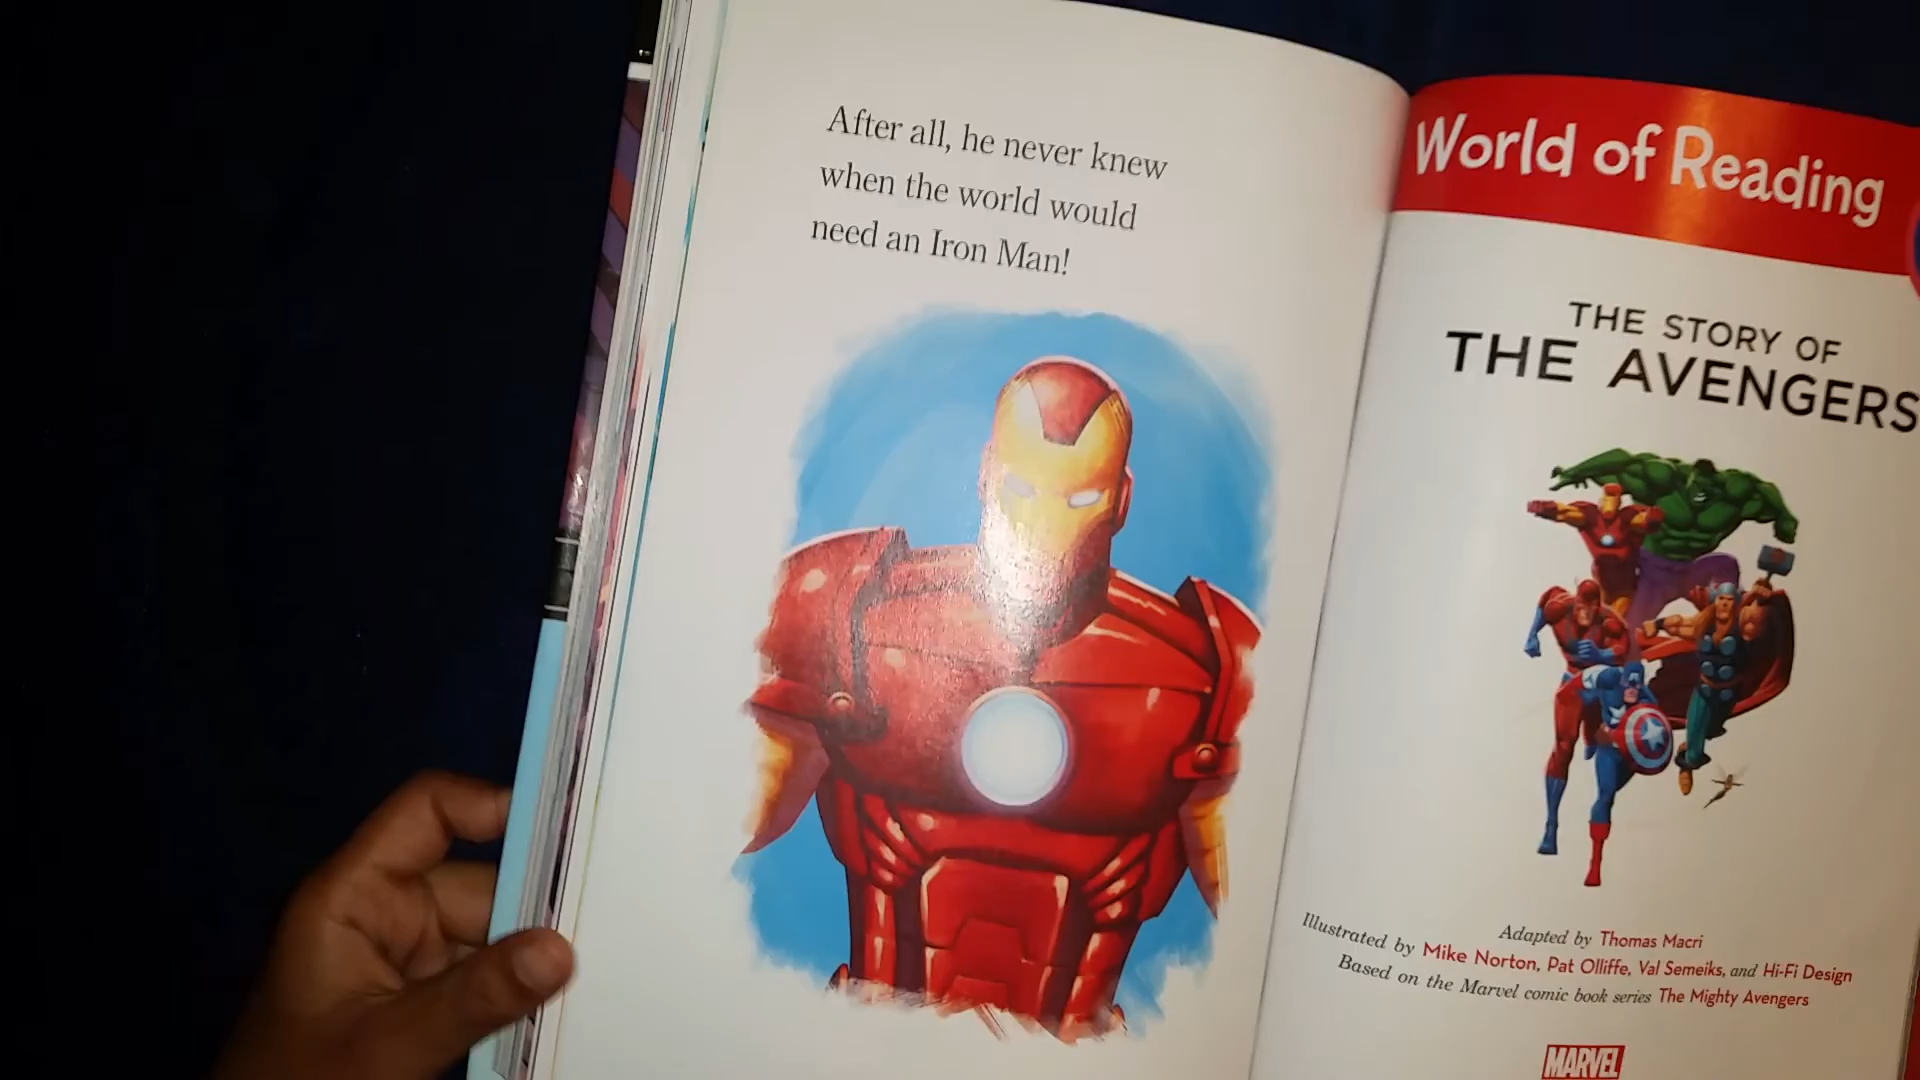 After all, he never knew
when the world would
need an Iron Man!
World of Reading
THE STORY OF
THE AVENGERS
Adapted by Thomas Macri
Illustrated by Mike Norton, Pat Olliffe, Val Semeiks, and Hi-Fi Design
Based on the Marvel comic book series The Mighty Avengers
MARVEL